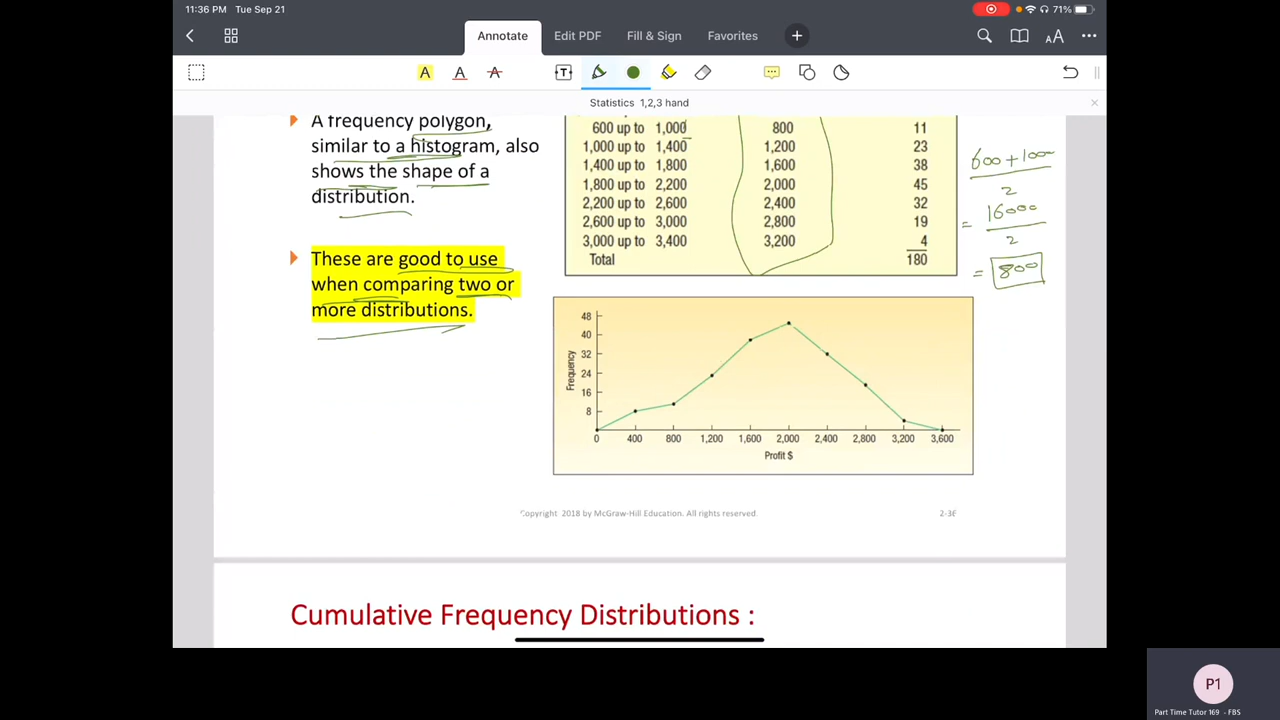 11:36 PM Tue Sep 21
71%
Annotate Edit PDF Fill & Sign Favorites
AA
A A A T
Statistics 1,2,3 hand
A frequency polygon,
similar to a histogram, also
shows the shape of a
distribution.
These are good to use
when comparing two or
more distributions.
600 up to 1,000 800 11
1,000 up to 1,400 1,200 23
1,400 up to 1,800 1,600 38
1,800 up to 2,200 2,000 45
2,200 up to 2,600 2,400 32
2,600 up to 3,000 2,800 19
3,000 up to 3,400 3,200 4
Total 180
600 + 1000
2
= 16000
2
= 800
Frequency
48
40
32
24
16
8
0 400 800 1,200 1,600 2,000 2,400 2,800 3,200 3,600
Profit $
Copyright 2018 by McGraw-Hill Education. All rights reserved.
2-36
Cumulative Frequency Distributions :
P1
Part Time Tutor 169 - FBS